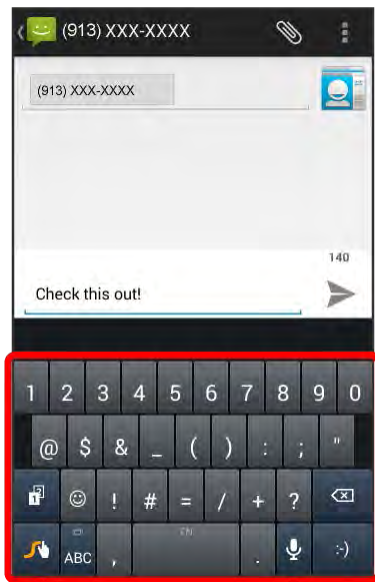 (913) XXX-XXXX
(913) XXX-XXXX
140
Check this out!
1 2 3 4 5 6 7 8 9 0
@ $ & _ ( ) : ; "
! # = / + ?
EN
ABC , . :-)